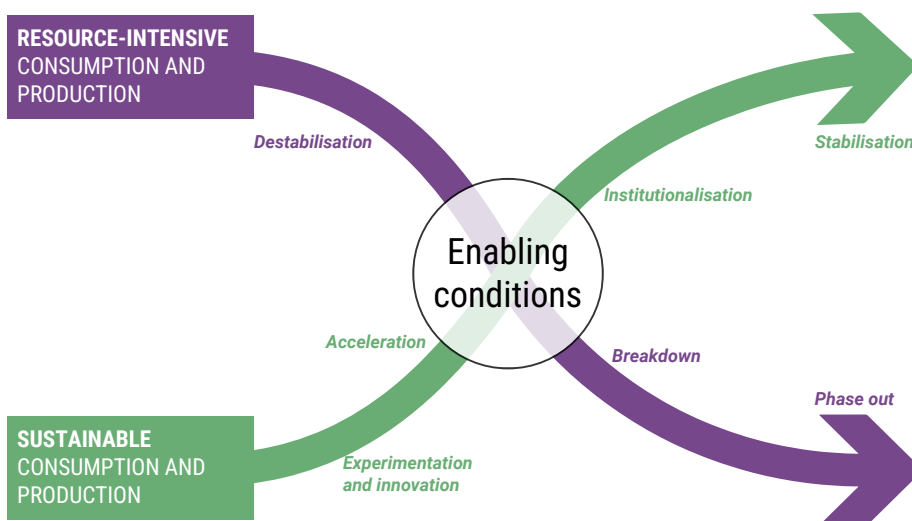 RESOURCE-INTENSIVE
CONSUMPTION AND
PRODUCTION
Destabilisation
Stabilisation
Institutionalisation
Enabling
conditions
Acceleration
Breakdown
Phase out
SUSTAINABLE
CONSUMPTION AND
PRODUCTION
Experimentation
and innovation